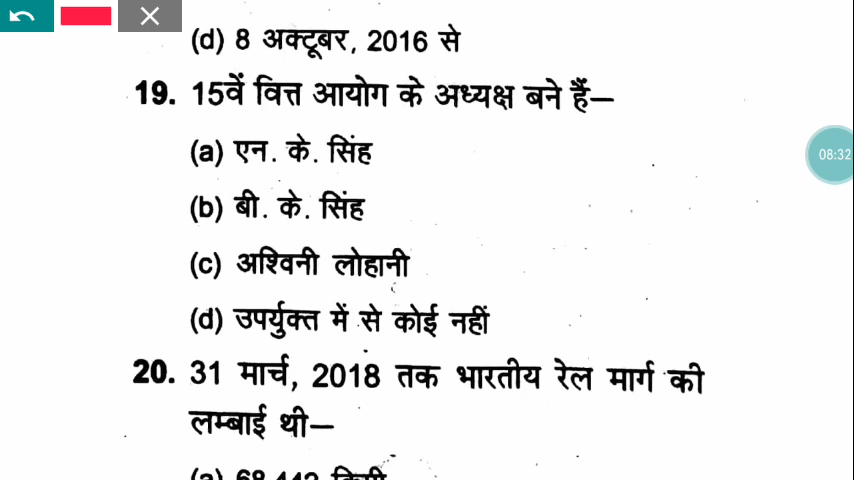 (d) 8 अक्टूबर, 2016 से
19. 15वें वित्त आयोग के अध्यक्ष बने हैं—
08:32
(a) एन. के. सिंह
(b) बी. के. सिंह
(c) अश्विनी लोहानी
(d) उपर्युक्त में से कोई नहीं
20. 31 मार्च, 2018 तक भारतीय रेल मार्ग की
लम्बाई थी—